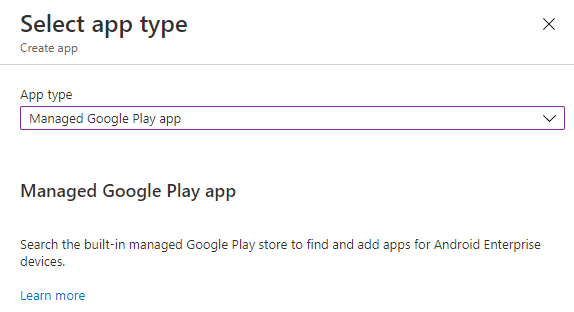 Select app type
Create app
App type
Managed Google Play app
Managed Google Play app
Search the built-in managed Google Play store to find and add apps for Android Enterprise
devices.
Learn more